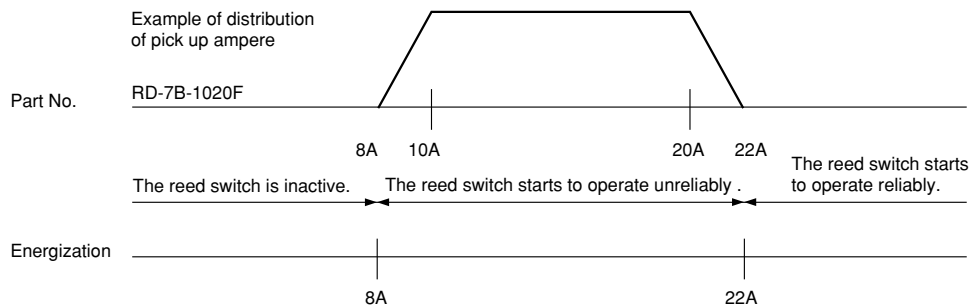 Example of distribution
of pick up ampere
Part No.
RD-7B-1020F
8A
10A
20A
22A
The reed switch is inactive.
The reed switch starts to operate unreliably .
The reed switch starts
to operate reliably.
Energization
8A
22A